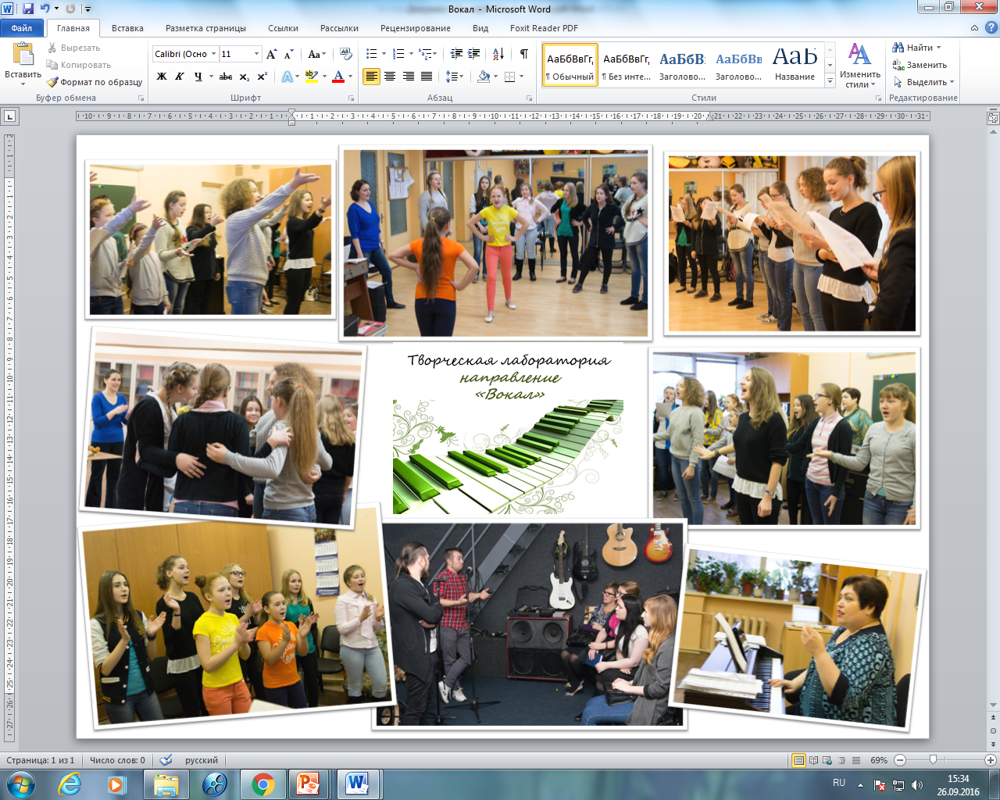 Вокал - Microsoft Word
Файл Главная Вставка Разметка страницы Ссылки Рассылки Рецензирование Вид Foxit Reader PDF
Вставить
Вырезать
Копировать
Формат по образцу
Буфер обмена
Calibri (Осно 11
Ж К Ч abc x₂ x²
Шрифт
Абзац
АаБбВвГг, АаБбВвГг, АаБбВ: АаБбВв АаБ
¶ Обычный ¶ Без инте... Заголово... Заголово... Название
Изменить стили
Стили
Найти
Заменить
Выделить
Редактирование
Творческая лаборатория
направление
«Вокал»
Страница: 1 из 1 Число слов: 0 русский 69%
RU 15:34
26.09.2016